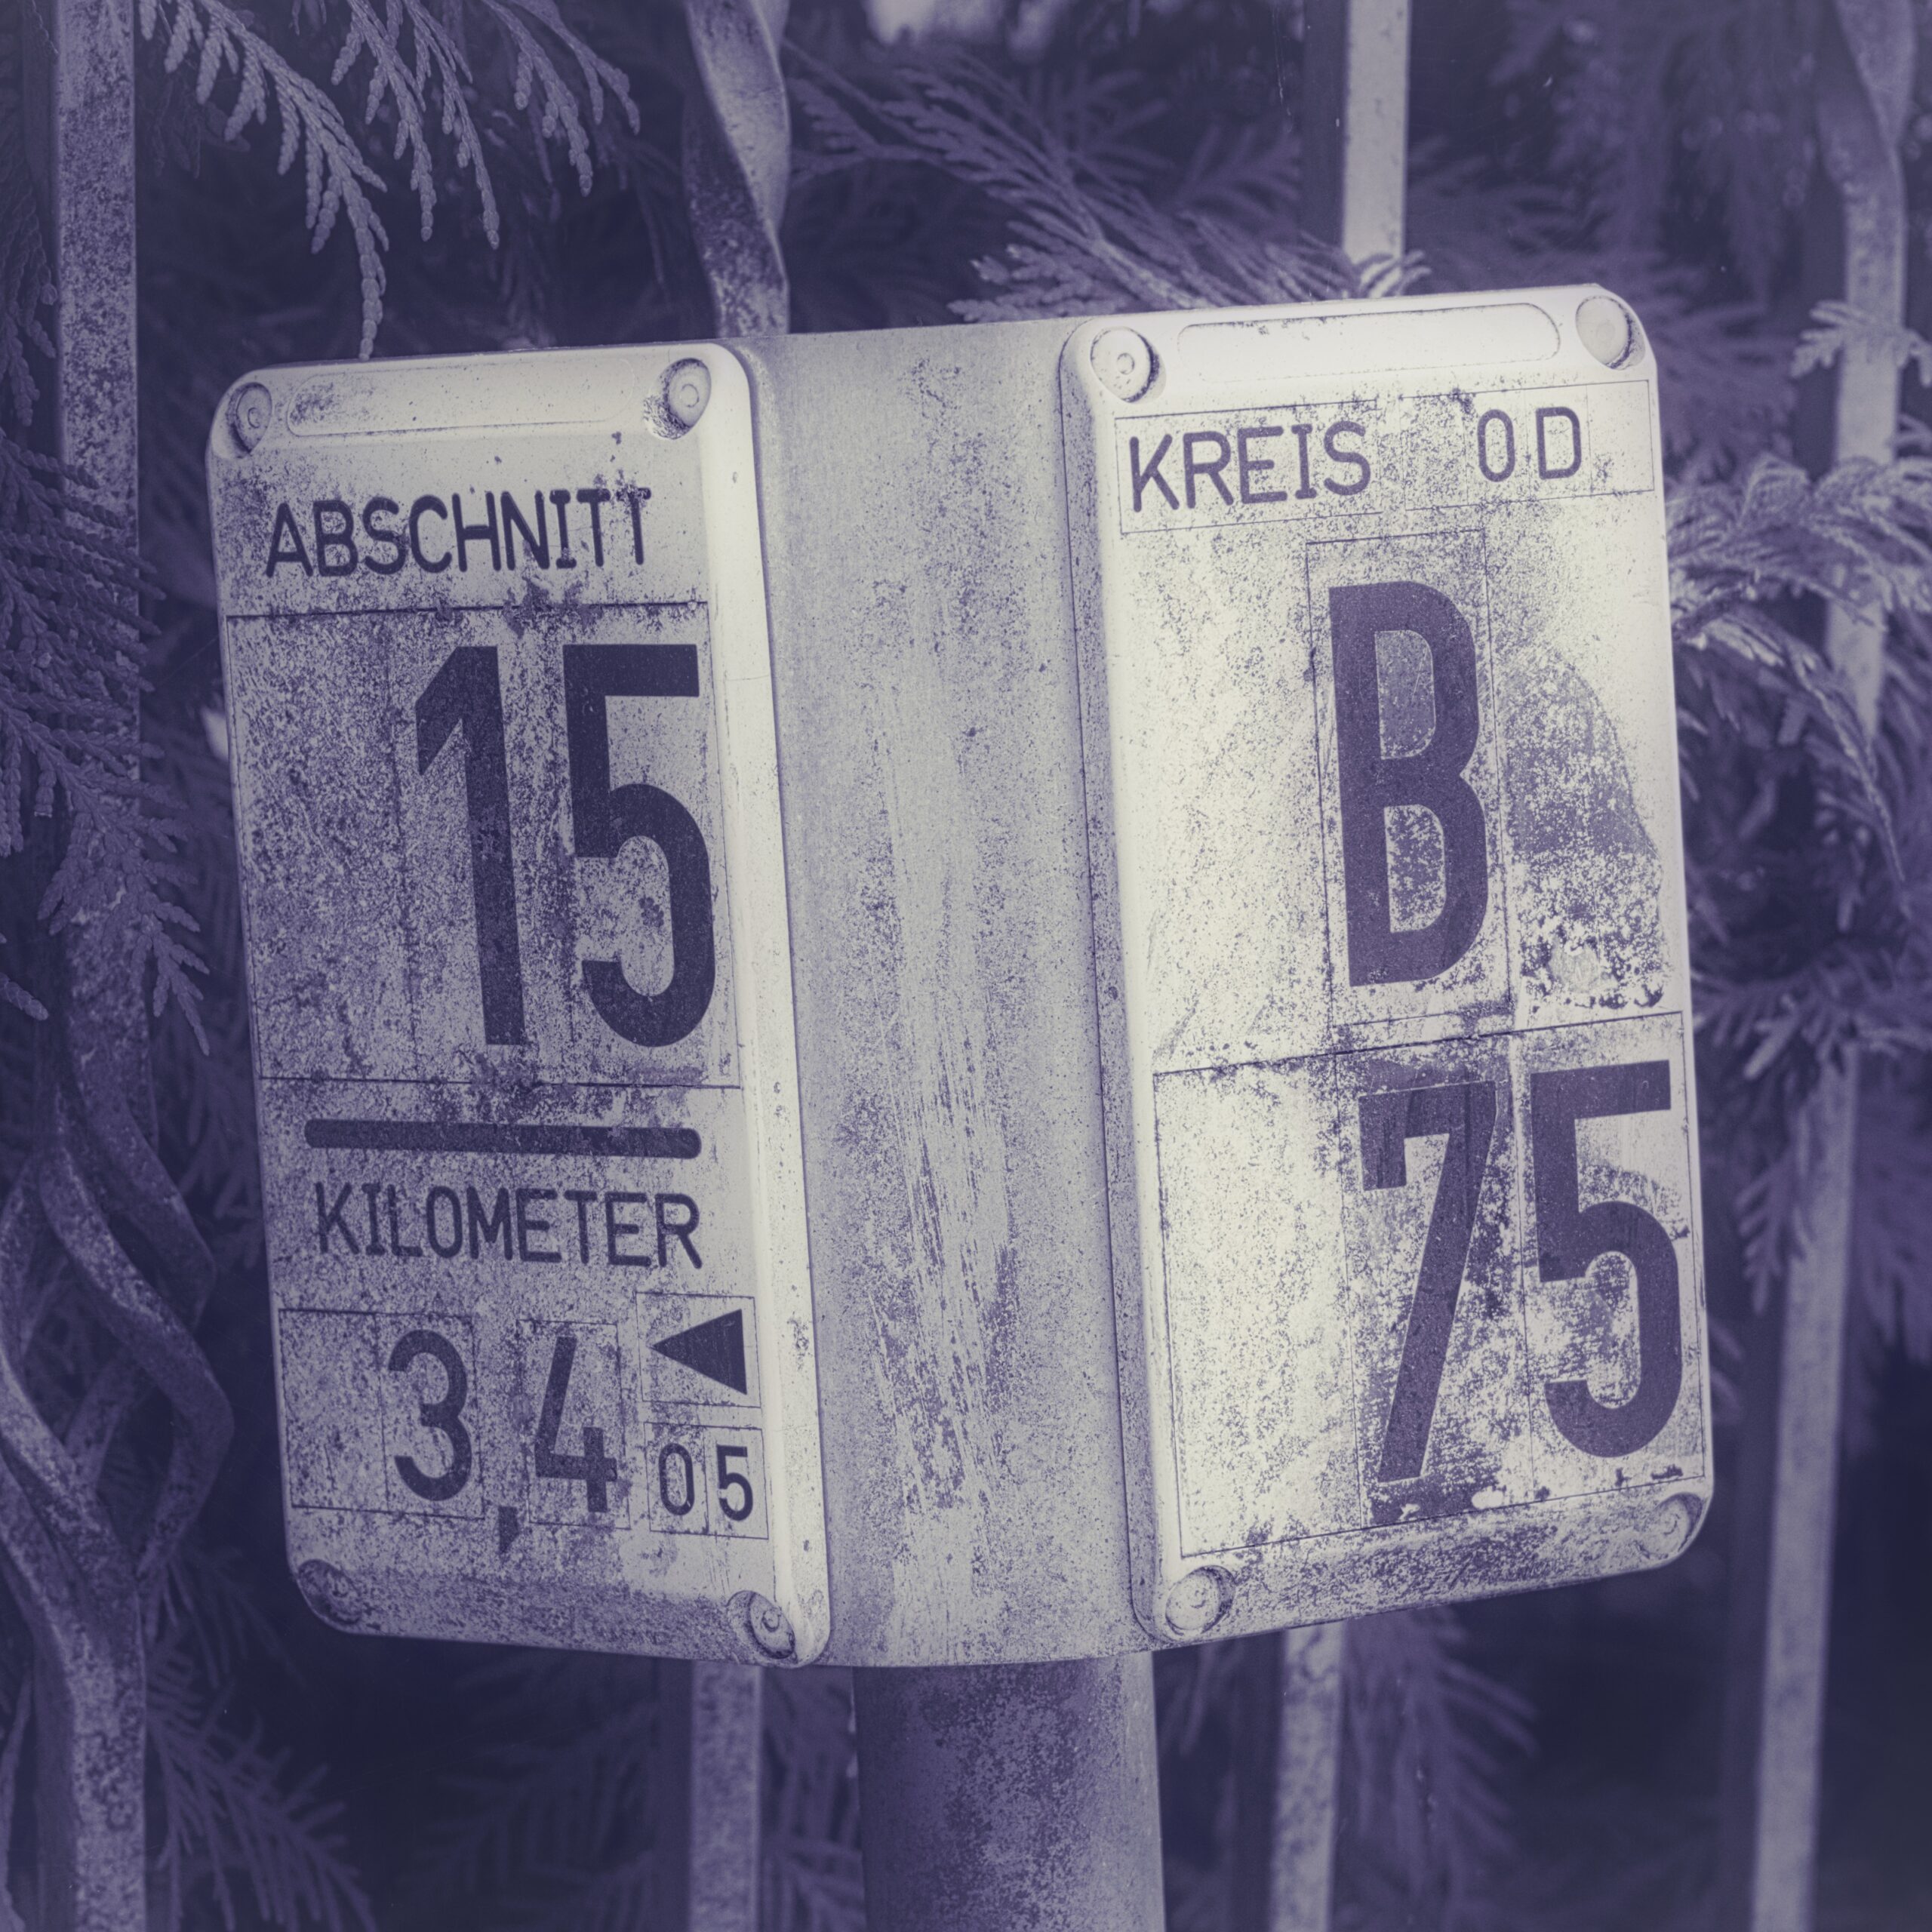 ABSCHNITT
15
KILOMETER
3,4 ◀
05
KREIS OD
B
75